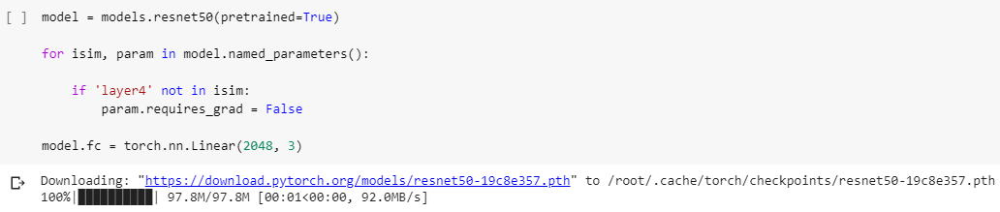 [ ] model = models.resnet50(pretrained=True)
for isim, param in model.named_parameters():
if 'layer4' not in isim:
param.requires_grad = False
model.fc = torch.nn.Linear(2048, 3)
Downloading: "https://download.pytorch.org/models/resnet50-19c8e357.pth" to /root/.cache/torch/checkpoints/resnet50-19c8e357.pth
100%|██████████| 97.8M/97.8M [00:01<00:00, 92.0MB/s]